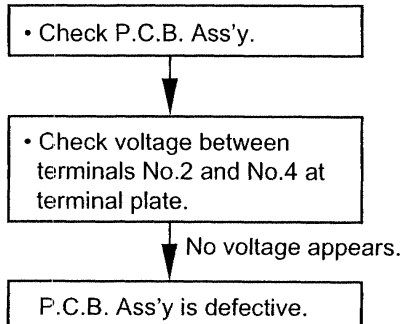 • Check P.C.B. Ass'y.
• Check voltage between
terminals No.2 and No.4 at
terminal plate.
No voltage appears.
P.C.B. Ass'y is defective.